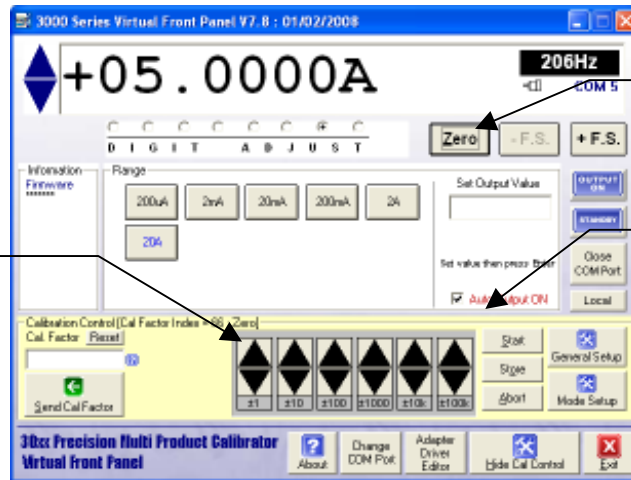 3000 Series Virtual Front Panel V7.8 : 01/02/2008
+05.0000A
206Hz
COM 5
DIGIT ADJUST
Zero
- F.S.
+ F.S.
Infomation
Firmware
Range
200uA
2mA
20mA
200mA
2A
20A
Set Output Value
Set value then press Enter
Auto Output ON
OUTPUT
ON
STANDBY
Close
COM Port
Local
Calibration Control [Cal Factor Index = 86 - Zero]
Cal. Factor
Reset
Send Cal Factor
±1
±10
±100
±1000
±10k
±100k
Start
Store
Abort
General Setup
Mode Setup
30xx Precision Multi Product Calibrator
Virtual Front Panel
About
Change
COM Port
Adapter
Driver
Editor
Hide Cal Control
Exit